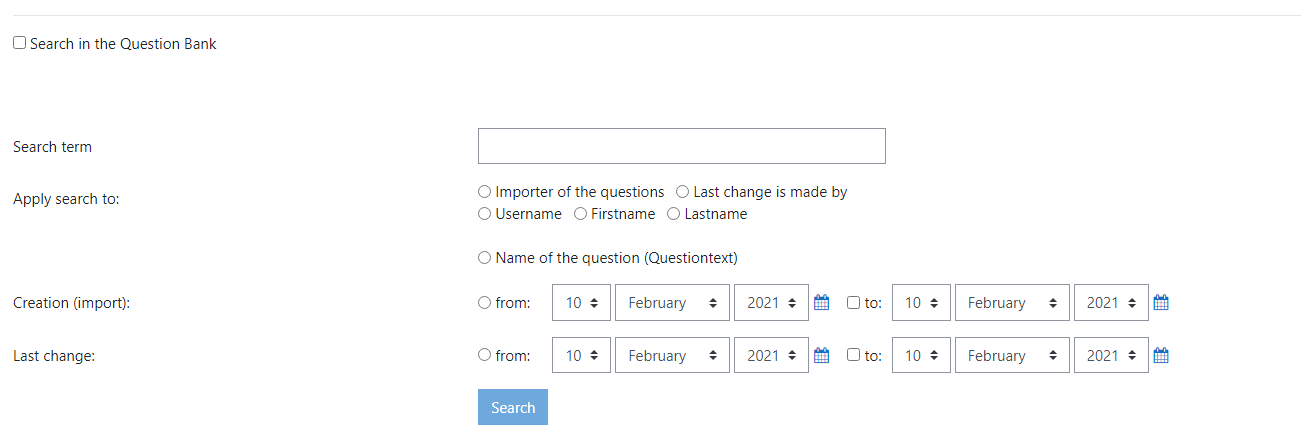 Search in the Question Bank
Search term
Apply search to:
Importer of the questions Last change is made by
Username Firstname Lastname
Name of the question (Questiontext)
Creation (import): from: 10 February 2021 to: 10 February 2021
Last change: from: 10 February 2021 to: 10 February 2021
Search